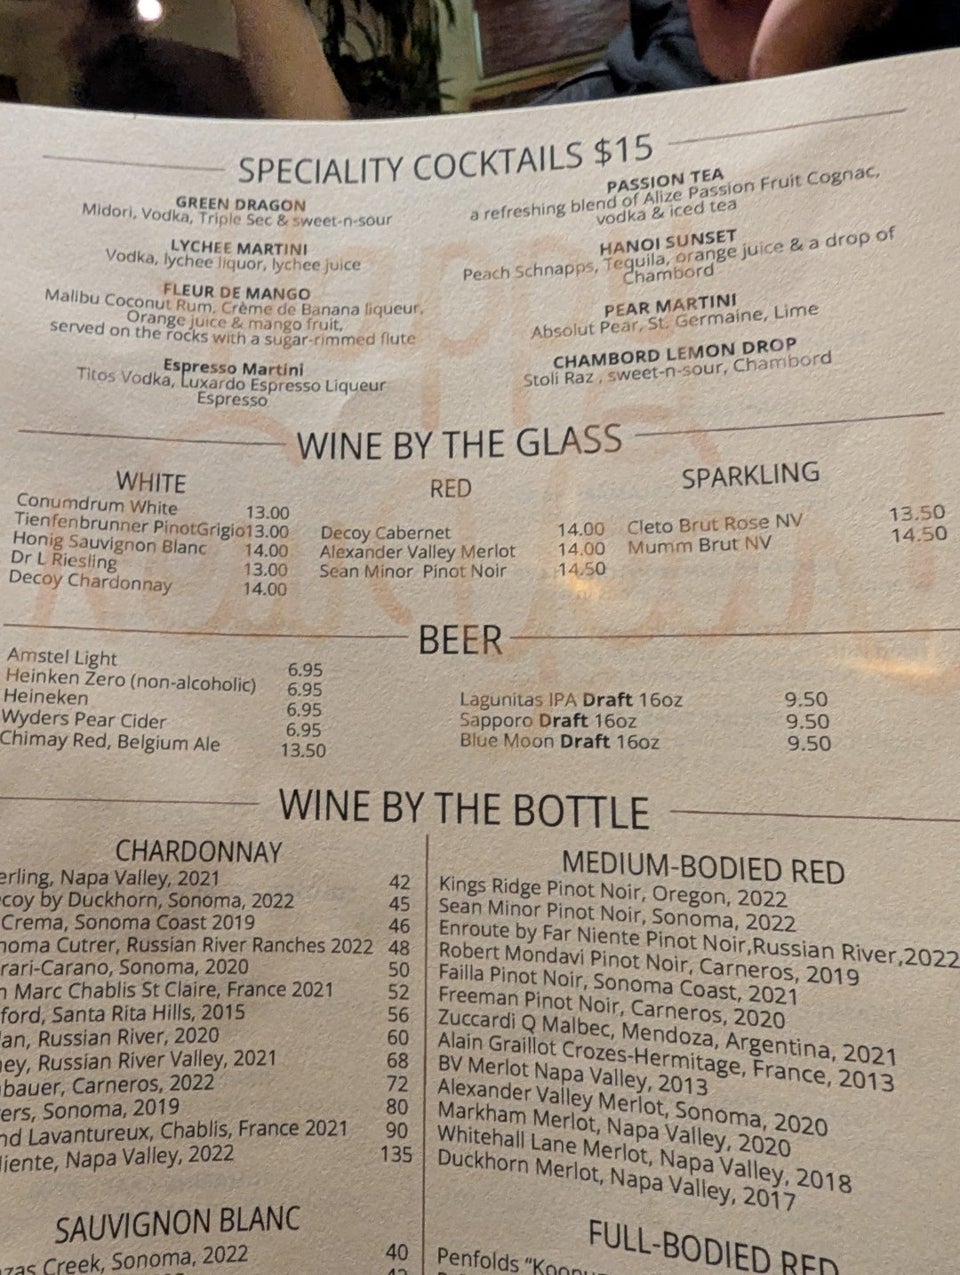 SPECIALITY COCKTAILS $15
GREEN DRAGON
Midori, Vodka, Triple Sec & sweet-n-sour
LYCHEE MARTINI
Vodka, lychee liquor, lychee juice
FLEUR DE MANGO
Malibu Coconut Rum, Crème de Banana liqueur,
Orange juice & mango fruit,
served on the rocks with a sugar-rimmed flute
Espresso Martini
Titos Vodka, Luxardo Espresso Liqueur
Espresso
PASSION TEA
a refreshing blend of Alize Passion Fruit Cognac,
vodka & iced tea
HANOI SUNSET
Peach Schnapps, Tequila, orange juice & a drop of
Chambord
PEAR MARTINI
Absolut Pear, St. Germaine, Lime
CHAMBORD LEMON DROP
Stoli Raz , sweet-n-sour, Chambord
WINE BY THE GLASS
WHITE
Conumdrum White 13.00
Tienfenbrunner PinotGrigio 13.00
Honig Sauvignon Blanc 14.00
Dr L Riesling 13.00
Decoy Chardonnay 14.00
RED
Decoy Cabernet 14.00
Alexander Valley Merlot 14.00
Sean Minor Pinot Noir 14.50
SPARKLING
Cleto Brut Rose NV 13.50
Mumm Brut NV 14.50
BEER
Amstel Light 6.95
Heinken Zero (non-alcoholic) 6.95
Heineken 6.95
Wyders Pear Cider 6.95
Chimay Red, Belgium Ale 13.50
Lagunitas IPA Draft 16oz 9.50
Sapporo Draft 16oz 9.50
Blue Moon Draft 16oz 9.50
WINE BY THE BOTTLE
CHARDONNAY
erling, Napa Valley, 2021 42
coy by Duckhorn, Sonoma, 2022 45
Crema, Sonoma Coast 2019 46
noma Cutrer, Russian River Ranches 2022 48
rari-Carano, Sonoma, 2020 50
n Marc Chablis St Claire, France 2021 52
ford, Santa Rita Hills, 2015 56
an, Russian River, 2020 60
ney, Russian River Valley, 2021 68
nbauer, Carneros, 2022 72
ers, Sonoma, 2019 80
nd Lavantureux, Chablis, France 2021 90
iente, Napa Valley, 2022 135
SAUVIGNON BLANC
zas Creek, Sonoma, 2022 40
MEDIUM-BODIED RED
Kings Ridge Pinot Noir, Oregon, 2022
Sean Minor Pinot Noir, Sonoma, 2022
Enroute by Far Niente Pinot Noir,Russian River,2022
Robert Mondavi Pinot Noir, Carneros, 2019
Failla Pinot Noir, Sonoma Coast, 2021
Freeman Pinot Noir, Carneros, 2020
Zuccardi Q Malbec, Mendoza, Argentina, 2021
Alain Graillot Crozes-Hermitage, France, 2013
BV Merlot Napa Valley, 2013
Alexander Valley Merlot, Sonoma, 2020
Markham Merlot, Napa Valley, 2020
Whitehall Lane Merlot, Napa Valley, 2018
Duckhorn Merlot, Napa Valley, 2017
FULL-BODIED RED
Penfolds